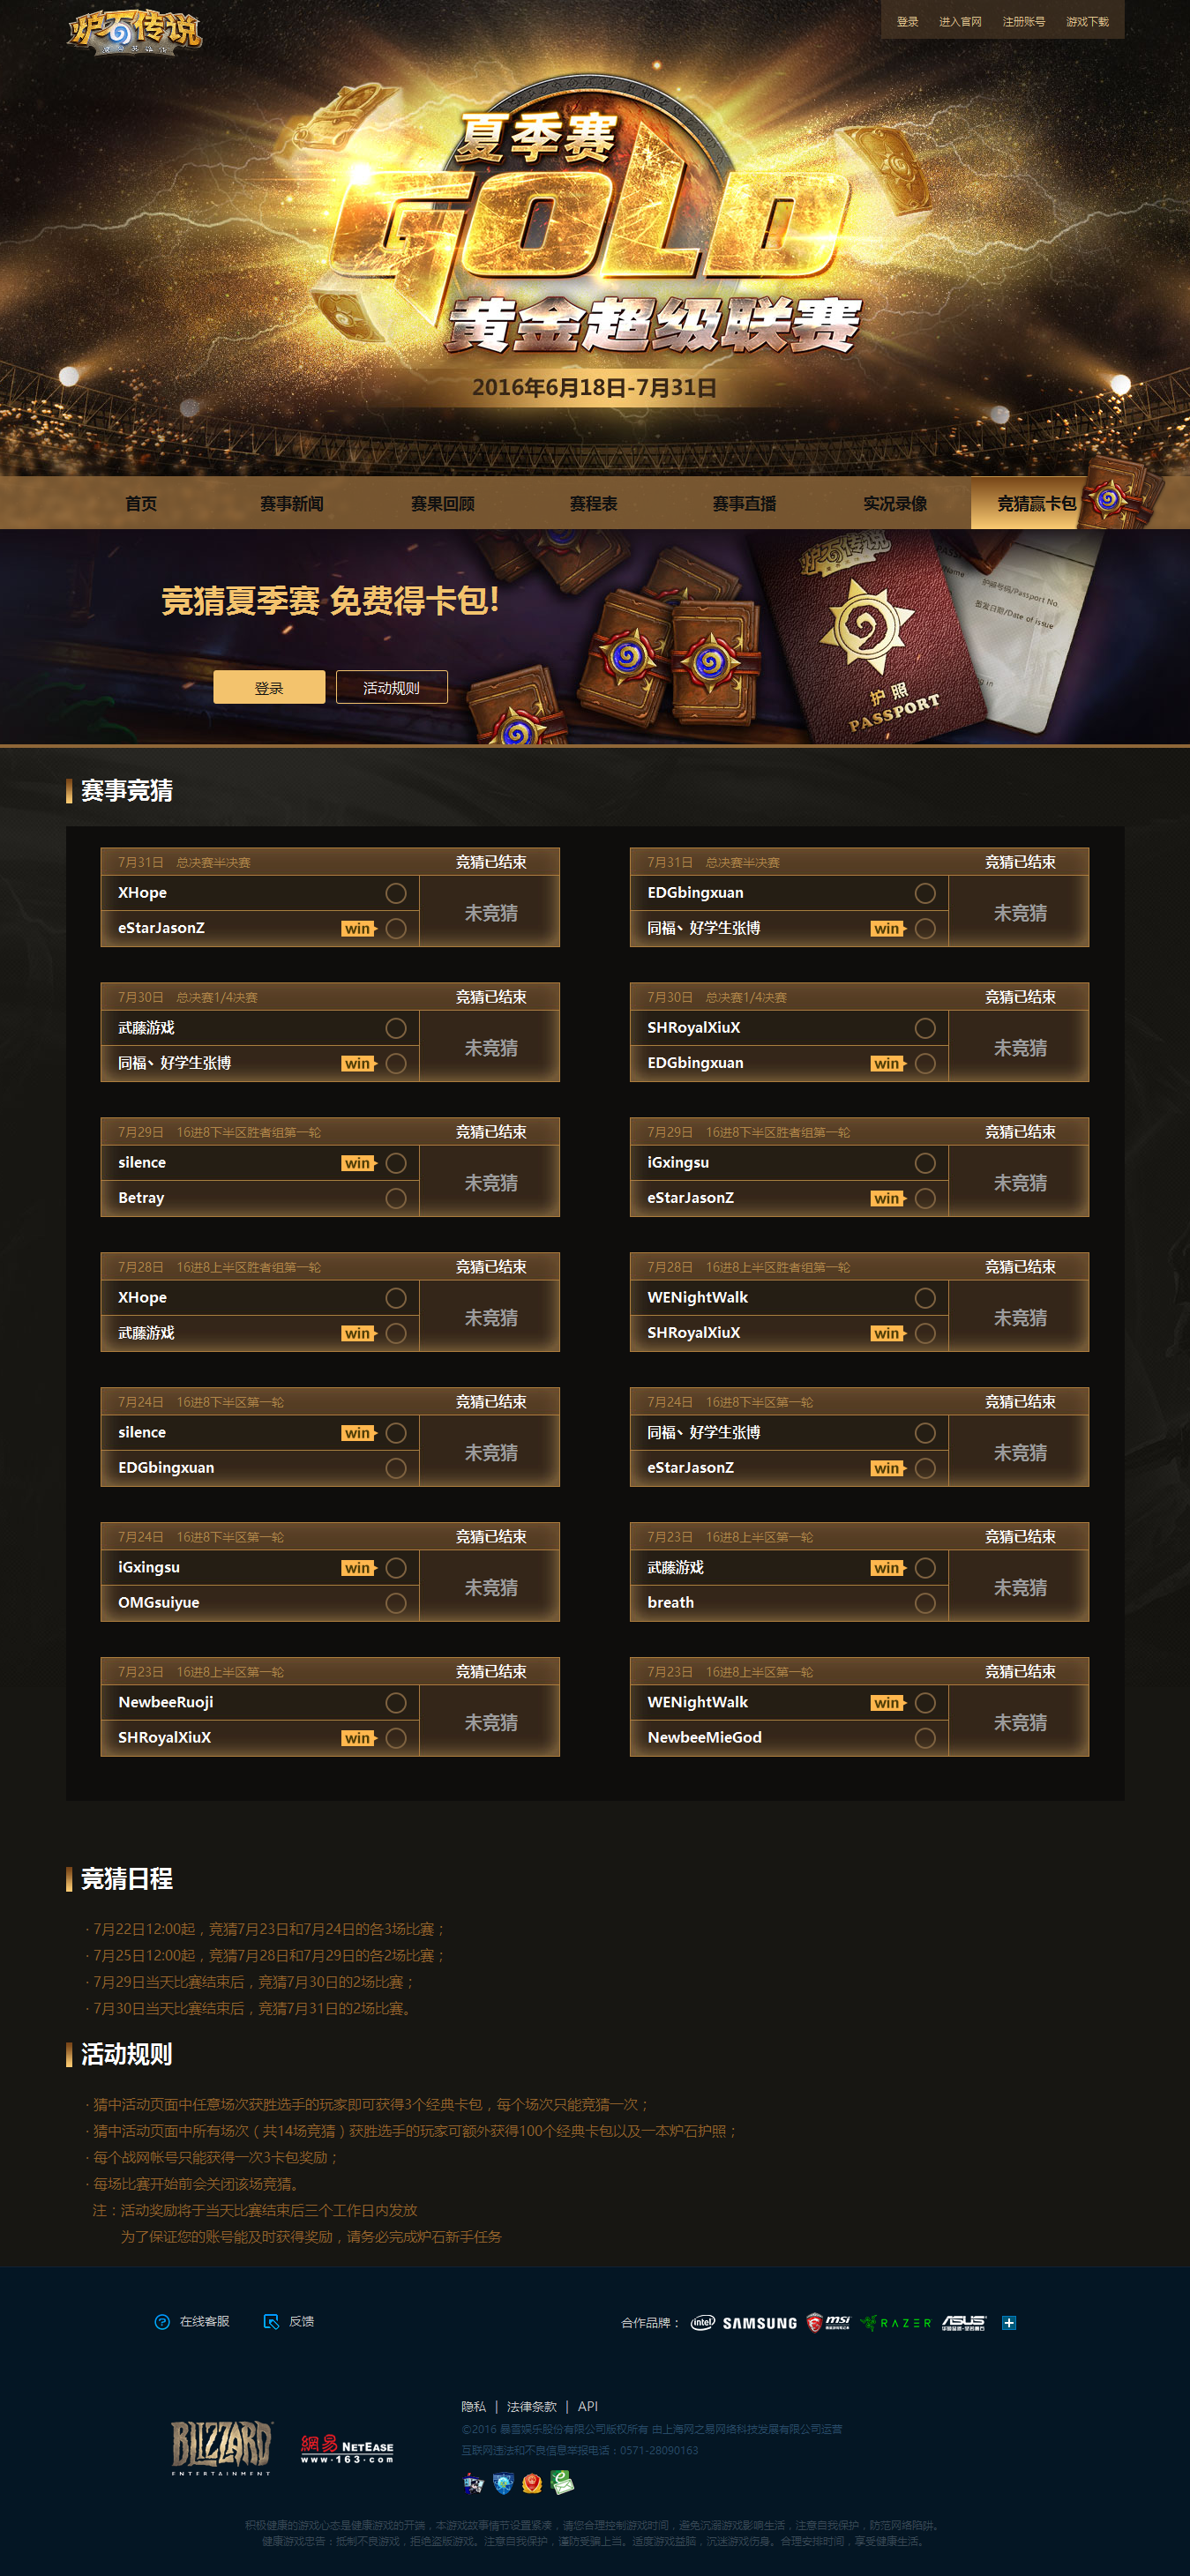 炉石传说
登录 进入官网 注册账号 游戏下载
夏季赛
GOLD
黄金超级联赛
2016年6月18日-7月31日
首页 赛事新闻 赛果回顾 赛程表 赛事直播 实况录像 竞猜赢卡包
竞猜夏季赛 免费得卡包!
登录 活动规则
炉石传说
护照
PASSPORT
护照号码/Passport No.
签发日期/Date of issue
赛事竞猜
7月31日 总决赛半决赛 竞猜已结束
XHope
eStarJasonZ win
未竞猜
7月31日 总决赛半决赛 竞猜已结束
EDGbingxuan
同福丶好学生张博 win
未竞猜
7月30日 总决赛1/4决赛 竞猜已结束
武藤游戏
同福丶好学生张博 win
未竞猜
7月30日 总决赛1/4决赛 竞猜已结束
SHRoyalXiuX
EDGbingxuan win
未竞猜
7月29日 16进8下半区胜者组第一轮 竞猜已结束
silence win
Betray
未竞猜
7月29日 16进8下半区胜者组第一轮 竞猜已结束
iGxingsu
eStarJasonZ win
未竞猜
7月28日 16进8上半区胜者组第一轮 竞猜已结束
XHope
武藤游戏 win
未竞猜
7月28日 16进8上半区胜者组第一轮 竞猜已结束
WENightWalk
SHRoyalXiuX win
未竞猜
7月24日 16进8下半区第一轮 竞猜已结束
silence win
EDGbingxuan
未竞猜
7月24日 16进8下半区第一轮 竞猜已结束
同福丶好学生张博
eStarJasonZ win
未竞猜
7月24日 16进8下半区第一轮 竞猜已结束
iGxingsu win
OMGsuiyue
未竞猜
7月23日 16进8上半区第一轮 竞猜已结束
武藤游戏 win
breath
未竞猜
7月23日 16进8上半区第一轮 竞猜已结束
NewbeeRuoji
SHRoyalXiuX win
未竞猜
7月23日 16进8上半区第一轮 竞猜已结束
WENightWalk win
NewbeeMieGod
未竞猜
竞猜日程
· 7月22日12:00起，竞猜7月23日和7月24日的各3场比赛；
· 7月25日12:00起，竞猜7月28日和7月29日的各2场比赛；
· 7月29日当天比赛结束后，竞猜7月30日的2场比赛；
· 7月30日当天比赛结束后，竞猜7月31日的2场比赛。
活动规则
· 猜中活动页面中任意场次获胜选手的玩家即可获得3个经典卡包，每个场次只能竞猜一次；
· 猜中活动页面中所有场次（共14场竞猜）获胜选手的玩家可额外获得100个经典卡包以及一本炉石护照；
· 每个战网帐号只能获得一次3卡包奖励；
· 每场比赛开始前会关闭该场竞猜。
注：活动奖励将于当天比赛结束后三个工作日内发放
为了保证您的账号能及时获得奖励，请务必完成炉石新手任务
在线客服 反馈 合作品牌： intel SAMSUNG msi RAZER ASUS
隐私 | 法律条款 | API
©2016 暴雪娱乐股份有限公司版权所有 由上海网之易网络科技发展有限公司运营
互联网违法和不良信息举报电话：0571-28090163
BLIZZARD
ENTERTAINMENT
網易 NETEASE
www.163.com
积极健康的游戏心态是健康游戏的开端，本游戏故事情节设置紧凑，请您合理控制游戏时间，避免沉溺游戏影响生活，注意自我保护，防范网络陷阱。
健康游戏忠告：抵制不良游戏，拒绝盗版游戏。注意自我保护，谨防受骗上当。适度游戏益脑，沉迷游戏伤身。合理安排时间，享受健康生活。